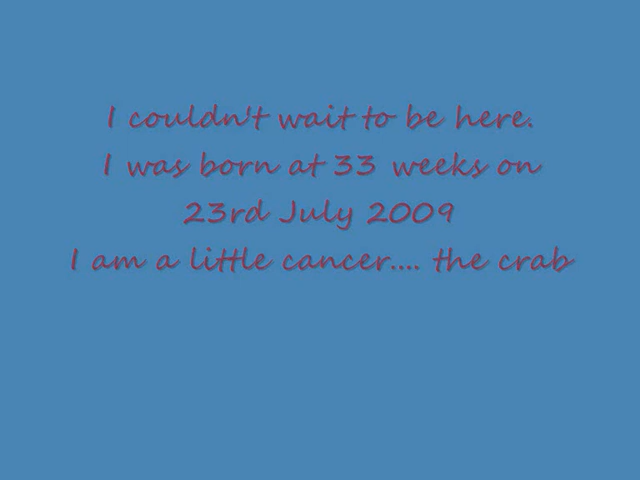 I couldn't wait to be here.
I was born at 33 weeks on
23rd July 2009
I am a little cancer.... the crab